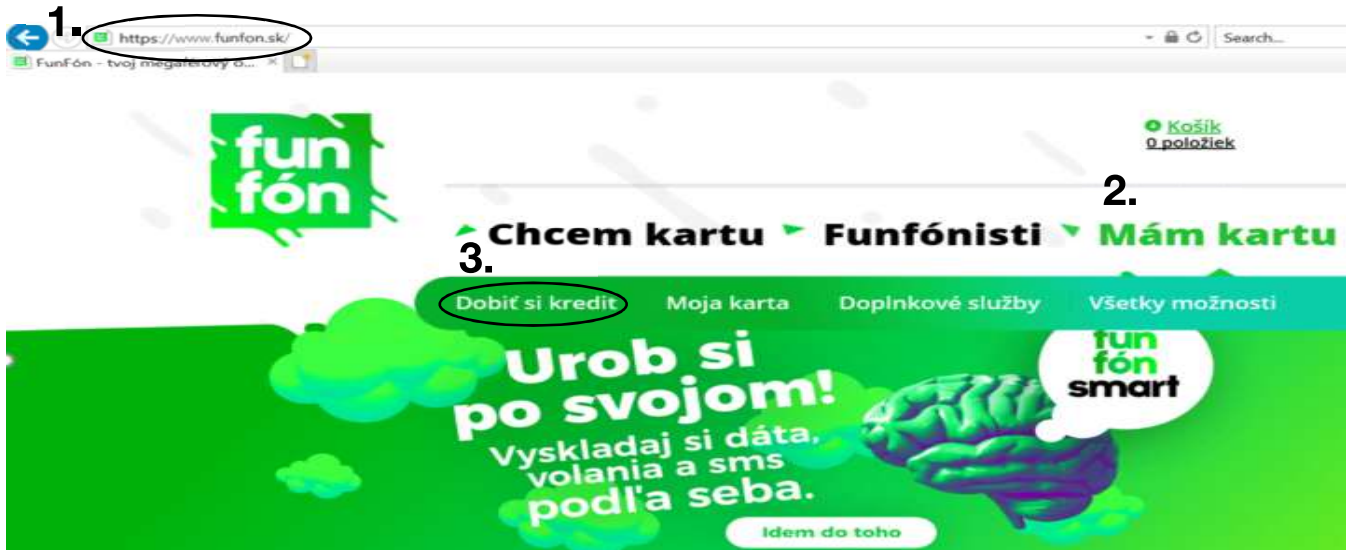 1.
https://www.funfon.sk/
Search...
FunFón - tvoj megaférový o...
Košík
0 položiek
fun
fón
2.
Chcem kartu Funfónisti Mám kartu
3.
Dobiť si kredit Moja karta Doplnkové služby Všetky možnosti
Urob si
po svojom!
Vyskladaj si dáta,
volania a sms
podľa seba.
fun
fón
smart
Idem do toho